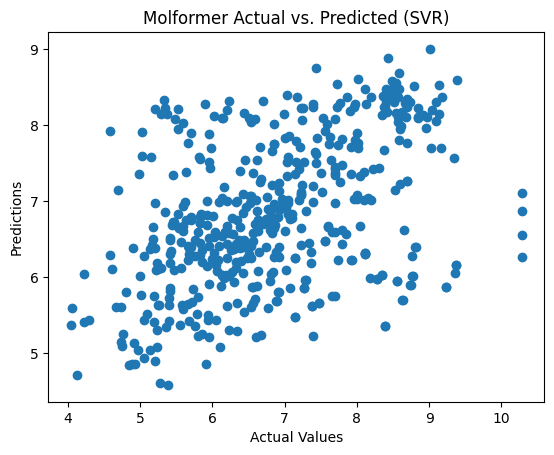 Molformer Actual vs. Predicted (SVR)
9
8
7
6
5
Predictions
4 5 6 7 8 9 10
Actual Values